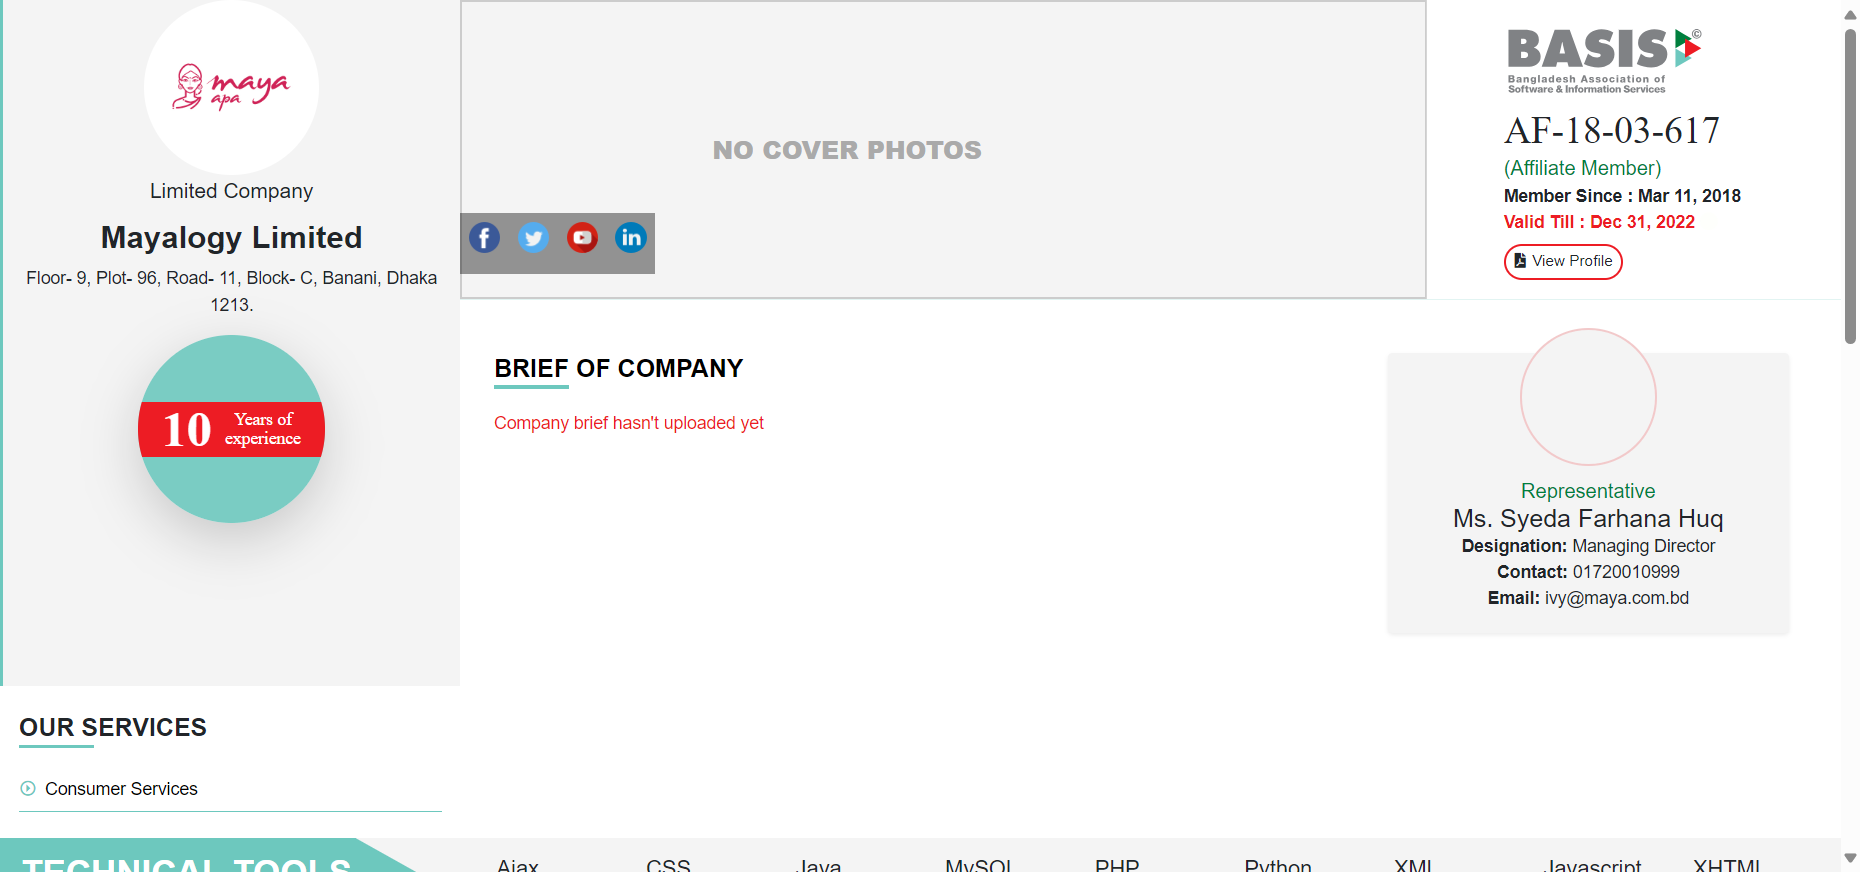 maya
apa
Limited Company
Mayalogy Limited
Floor- 9, Plot- 96, Road- 11, Block- C, Banani, Dhaka
1213.
10 Years of
experience
NO COVER PHOTOS
BASIS ©
Bangladesh Association of
Software & Information Services
AF-18-03-617
(Affiliate Member)
Member Since : Mar 11, 2018
Valid Till : Dec 31, 2022
View Profile
BRIEF OF COMPANY
Company brief hasn't uploaded yet
Representative
Ms. Syeda Farhana Huq
Designation: Managing Director
Contact: 01720010999
Email: ivy@maya.com.bd
OUR SERVICES
Consumer Services
TECHNICAL TOOLS
Ajax CSS Java MySQL PHP Python XML Javascript XHTML